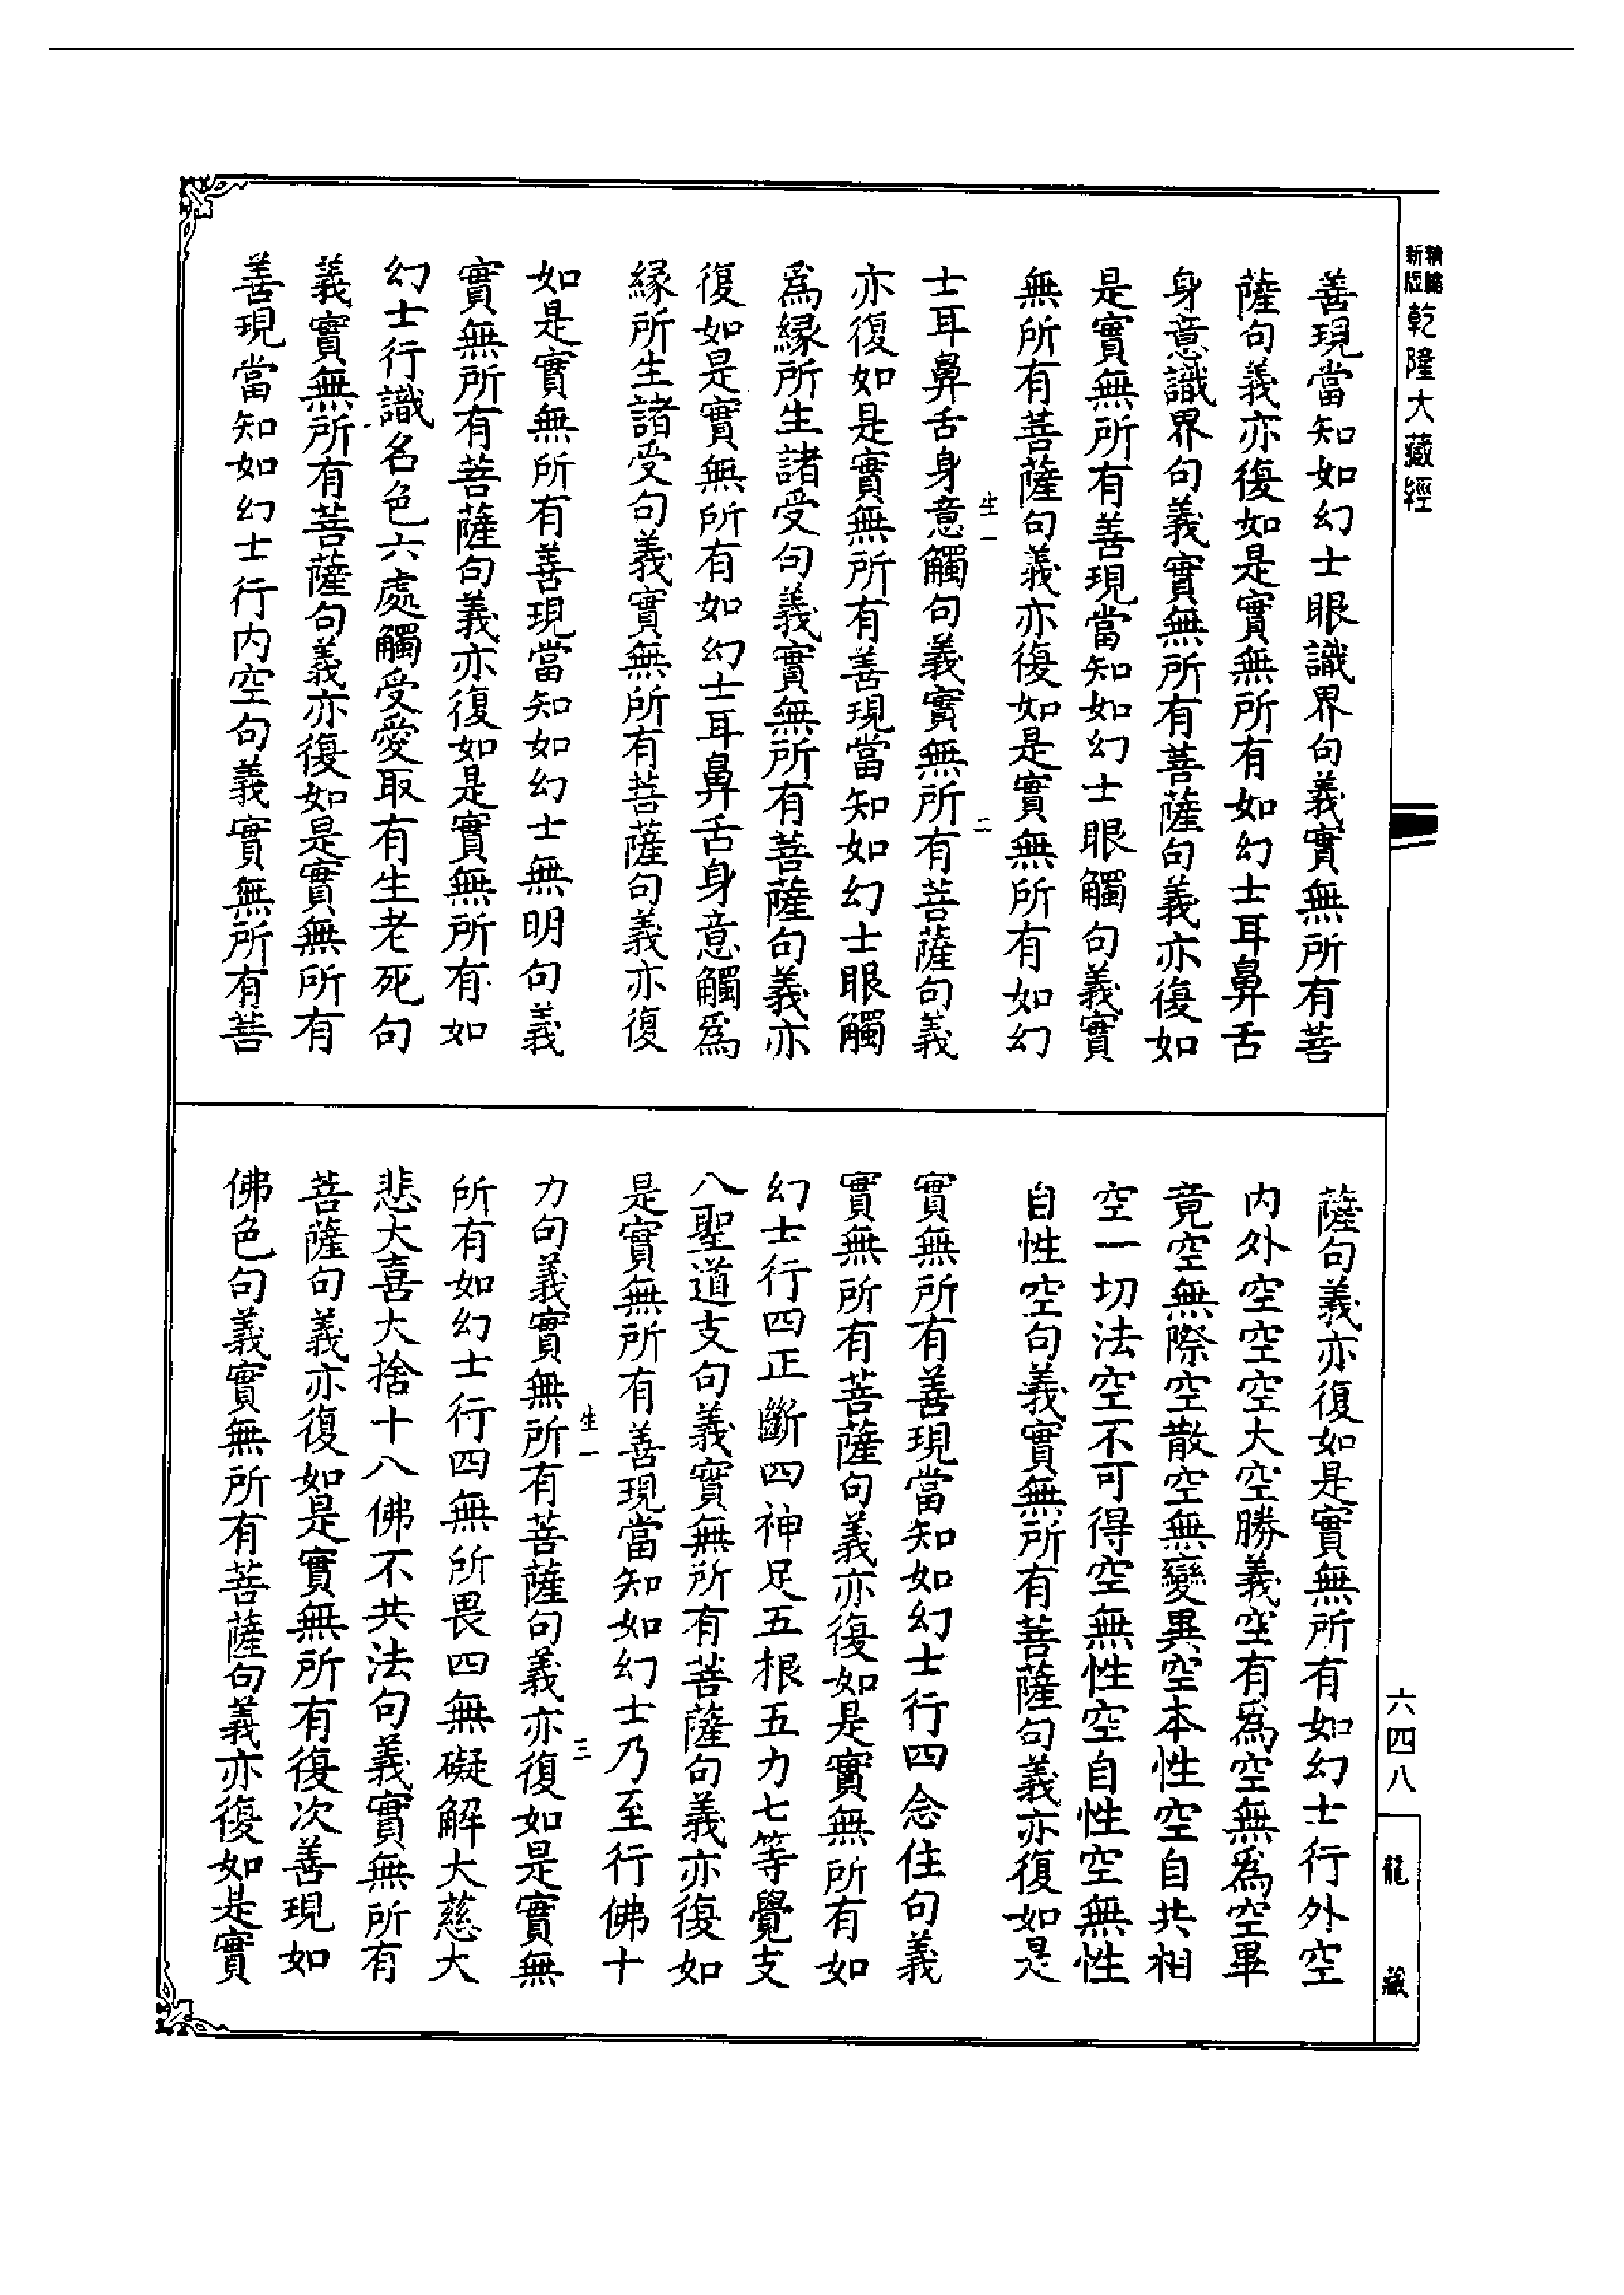 新版
精縮
乾隆大藏經
善現當知如幻士眼識界句義實無所有菩
薩句義亦復如是實無所有如幻士耳鼻舌
身意識界句義實無所有菩薩句義亦復如
是實無所有善現當知如幻士眼觸句義實
無所有菩薩句義亦復如是實無所有如幻
生一
二
士耳鼻舌身意觸句義實無所有菩薩句義
亦復如是實無所有善現當知如幻士眼觸
爲縁所生諸受句義實無所有菩薩句義亦
復如是實無所有如幻士耳鼻舌身意觸爲
縁所生諸受句義實無所有菩薩句義亦復
如是實無所有善現當知如幻士無明句義
實無所有菩薩句義亦復如是實無所有如
幻士行識名色六處觸受愛取有生老死句
義實無所有菩薩句義亦復如是實無所有
善現當知如幻士行内空句義實無所有菩
薩句義亦復如是實無所有如幻士行外空
内外空空空大空勝義空有爲空無爲空畢
竟空無際空散空無變異空本性空自共相
空一切法空不可得空無性空自性空無性
自性空句義實無所有菩薩句義亦復如是
實無所有善現當知如幻士行四念住句義
實無所有菩薩句義亦復如是實無所有如
幻士行四正斷四神足五根五力七等覺支
八聖道支句義實無所有菩薩句義亦復如
是實無所有善現當知如幻士乃至行佛十
生一
三
力句義實無所有菩薩句義亦復如是實無
所有如幻士行四無所畏四無礙解大慈大
悲大喜大捨十八佛不共法句義實無所有
菩薩句義亦復如是實無所有復次善現如
佛色句義實無所有菩薩句義亦復如是實
六四八
龍藏